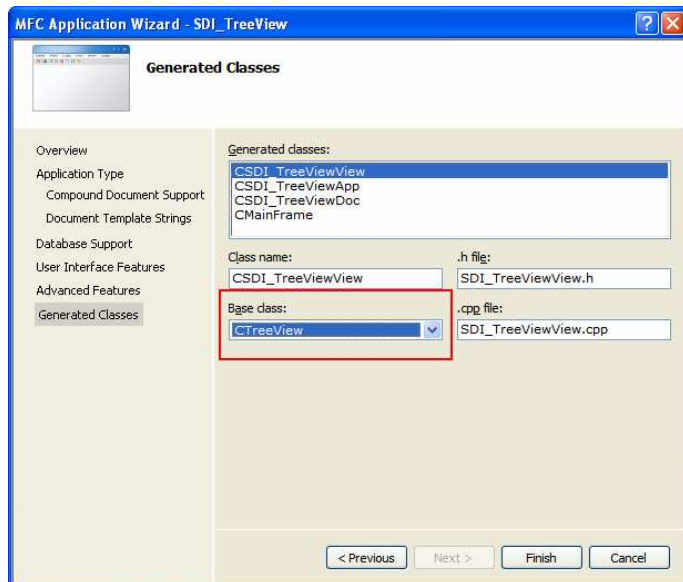 MFC Application Wizard - SDI_TreeView
Generated Classes
Overview
Application Type
Compound Document Support
Document Template Strings
Database Support
User Interface Features
Advanced Features
Generated Classes
Generated classes:
CSDI_TreeViewView
CSDI_TreeViewApp
CSDI_TreeViewDoc
CMainFrame
Class name:
.h file:
CSDI_TreeViewView
SDI_TreeViewView.h
Base class:
.cpp file:
CTreeView
SDI_TreeViewView.cpp
< Previous
Next >
Finish
Cancel